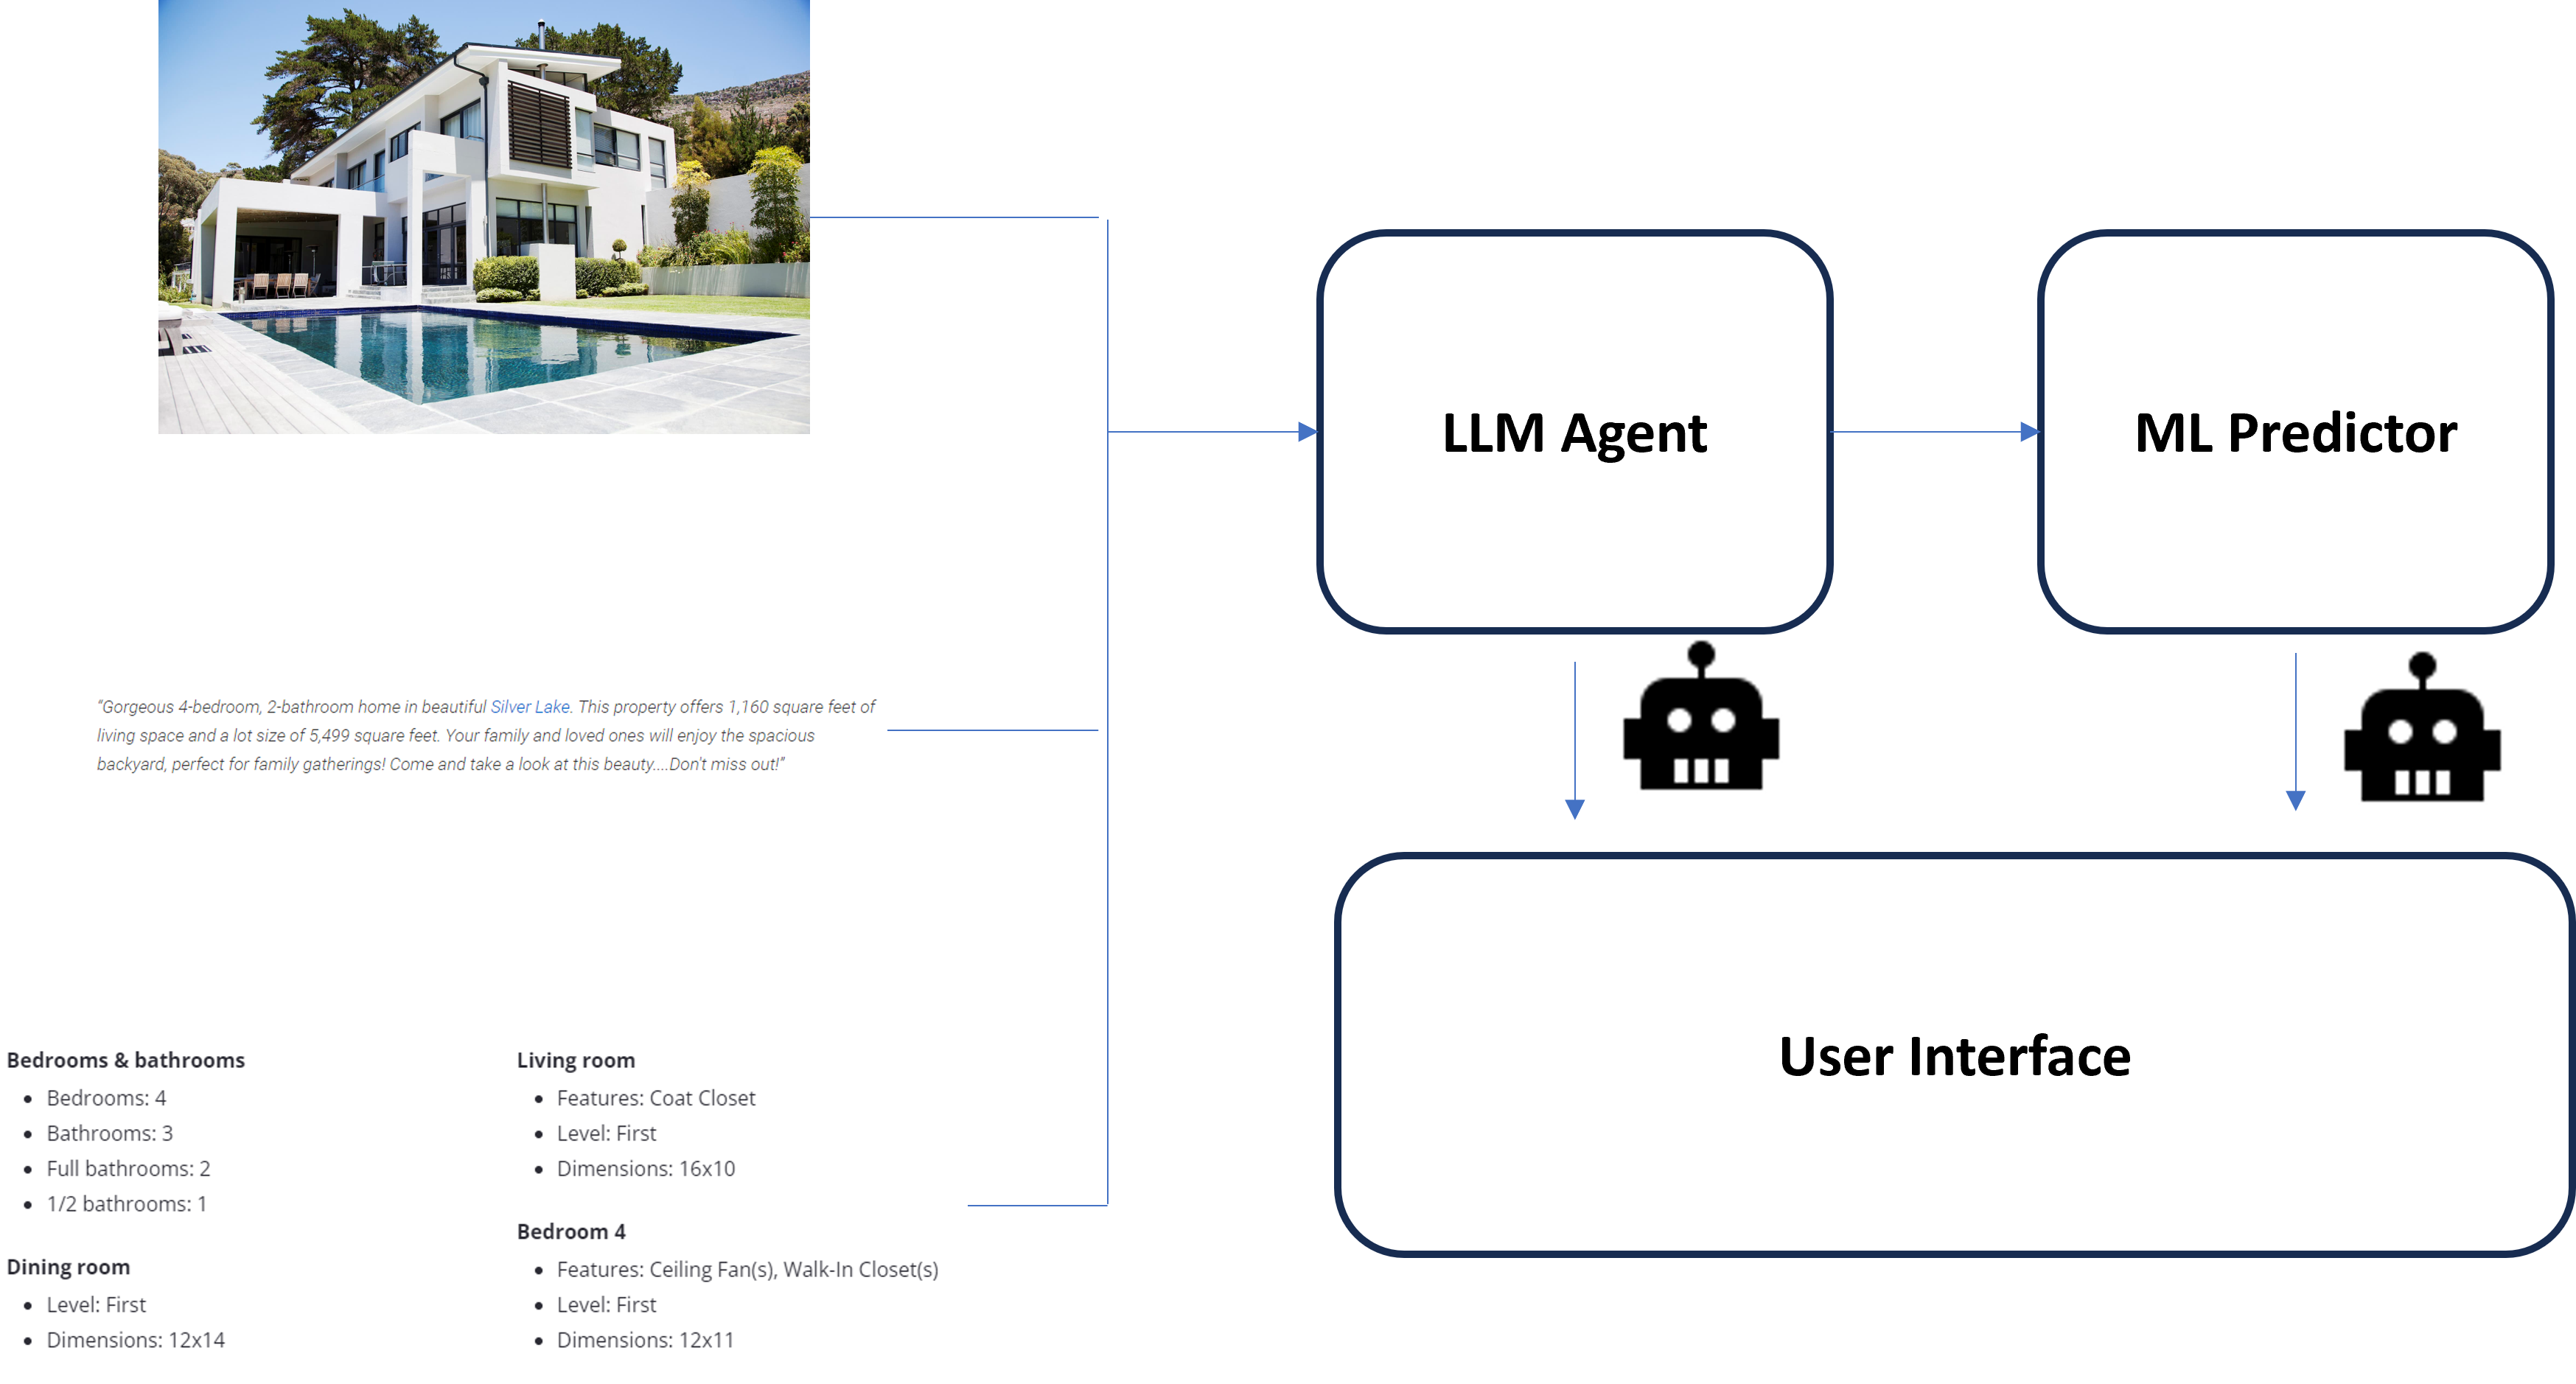 LLM Agent
ML Predictor
“Gorgeous 4-bedroom, 2-bathroom home in beautiful Silver Lake. This property offers 1,160 square feet of
living space and a lot size of 5,499 square feet. Your family and loved ones will enjoy the spacious
backyard, perfect for family gatherings! Come and take a look at this beauty....Don't miss out!”
User Interface
Bedrooms & bathrooms
• Bedrooms: 4
• Bathrooms: 3
• Full bathrooms: 2
• 1/2 bathrooms: 1
Dining room
• Level: First
• Dimensions: 12x14
Living room
• Features: Coat Closet
• Level: First
• Dimensions: 16x10
Bedroom 4
• Features: Ceiling Fan(s), Walk-In Closet(s)
• Level: First
• Dimensions: 12x11